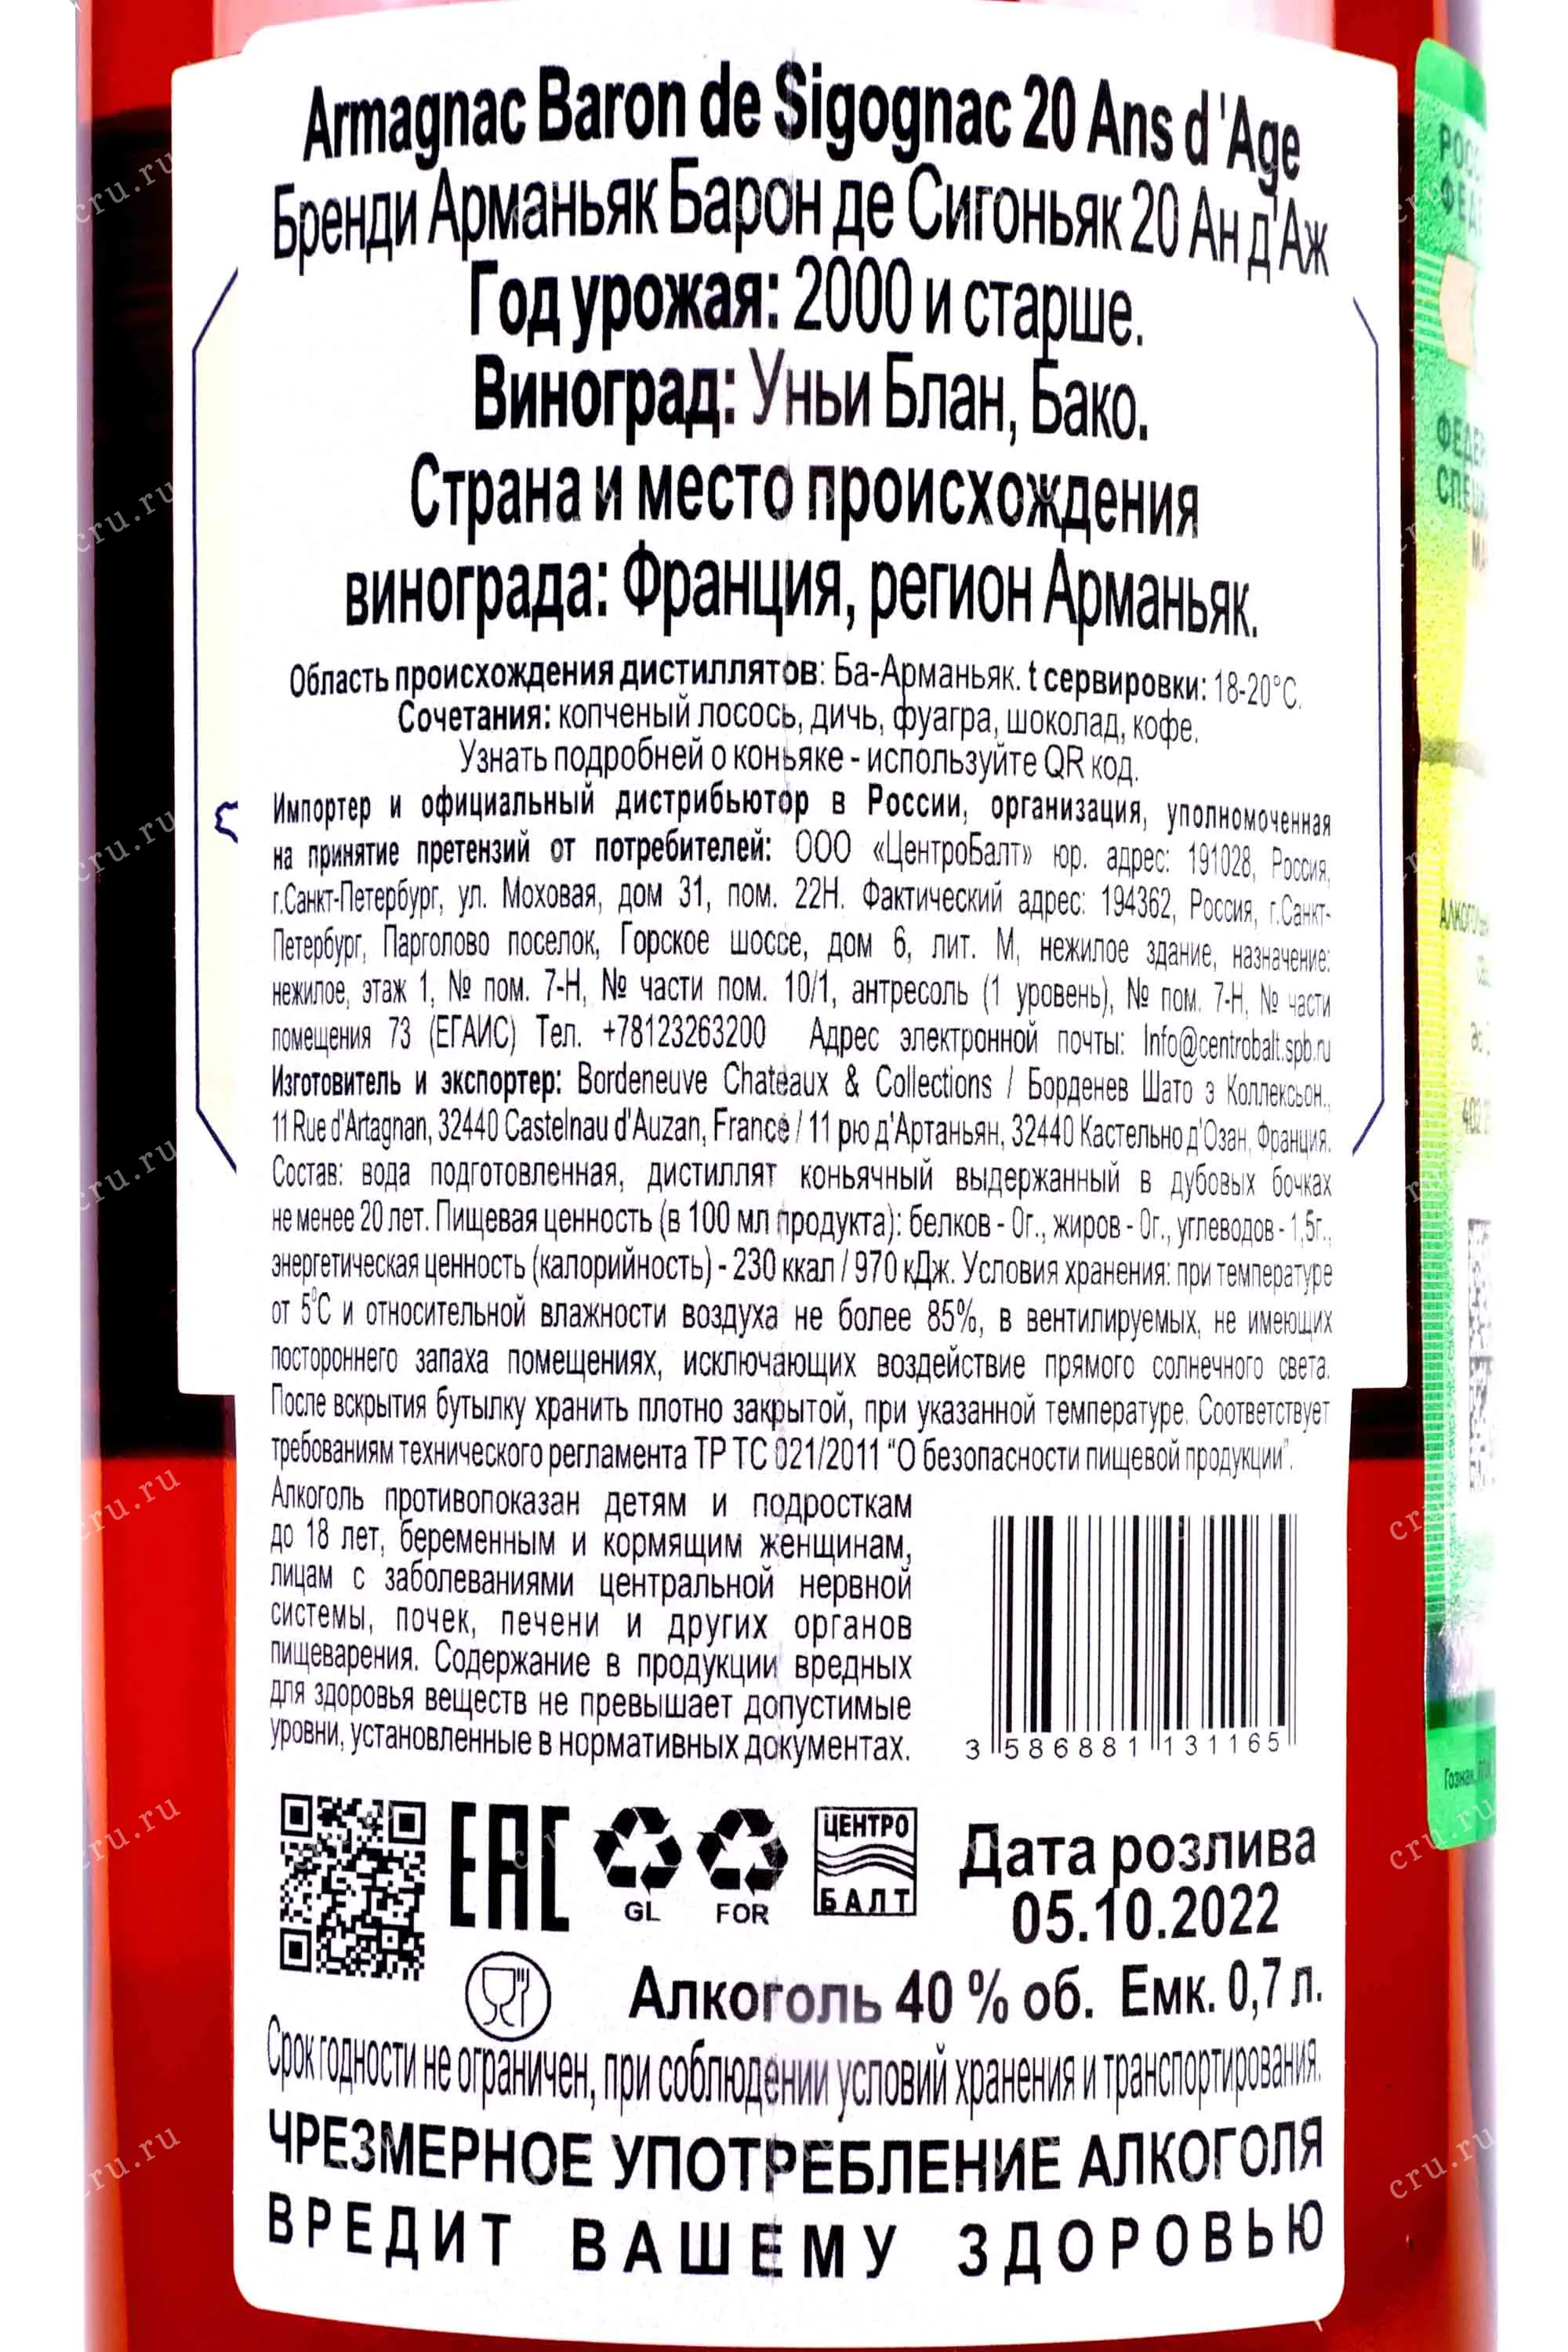 Armagnac Baron de Sigognac 20 Ans d 'Age
Бренди Арманьяк Барон де Сигоньяк 20 Ан д'Аж
Год урожая: 2000 и старше.
Виноград: Уньи Блан, Бако.
Страна и место происхождения
винограда: Франция, регион Арманьяк.
Область происхождения дистиллятов: Ба-Арманьяк. t сервировки: 18-20°C.
Сочетания: копченый лосось, дичь, фуагра, шоколад, кофе.
Узнать подробней о коньяке - используйте QR код.
Импортер и официальный дистрибьютор в России, организация, уполномоченная
на принятие претензий от потребителей: ООО «ЦентроБалт» юр. адрес: 191028, Россия,
г.Санкт-Петербург, ул. Моховая, дом 31, пом. 22Н. Фактический адрес: 194362, Россия, г.Санкт-
Петербург, Парголово поселок, Горское шоссе, дом 6, лит. М, нежилое здание, назначение:
нежилое, этаж 1, № пом. 7-Н, № части пом. 10/1, антресоль (1 уровень), № пом. 7-Н, № части
помещения 73 (ЕГАИС) Тел. +78123263200 Адрес электронной почты: Info@centrobalt.spb.ru
Изготовитель и экспортер: Bordeneuve Chateaux & Collections / Борденев Шато э Коллексьон.,
11 Rue d'Artagnan, 32440 Castelnau d'Auzan, France / 11 рю д'Артаньян, 32440 Кастельно д'Озан, Франция.
Состав: вода подготовленная, дистиллят коньячный выдержанный в дубовых бочках
не менее 20 лет. Пищевая ценность (в 100 мл продукта): белков - 0г., жиров - 0г., углеводов - 1,5г.,
энергетическая ценность (калорийность) - 230 ккал / 970 кДж. Условия хранения: при температуре
от 5°C и относительной влажности воздуха не более 85%, в вентилируемых, не имеющих
постороннего запаха помещениях, исключающих воздействие прямого солнечного света.
После вскрытия бутылку хранить плотно закрытой, при указанной температуре. Соответствует
требованиям технического регламента ТР ТС 021/2011 "О безопасности пищевой продукции".
Алкоголь противопоказан детям и подросткам
до 18 лет, беременным и кормящим женщинам,
лицам с заболеваниями центральной нервной
системы, почек, печени и других органов
пищеварения. Содержание в продукции вредных
для здоровья веществ не превышает допустимые
уровни, установленные в нормативных документах.
3 586881 131165
EAC
GL
FOR
ЦЕНТРО
БАЛТ
Дата розлива
05.10.2022
Алкоголь 40 % об. Емк. 0,7 л.
Срок годности не ограничен, при соблюдении условий хранения и транспортирования.
ЧРЕЗМЕРНОЕ УПОТРЕБЛЕНИЕ АЛКОГОЛЯ
ВРЕДИТ ВАШЕМУ ЗДОРОВЬЮ
cru.ru